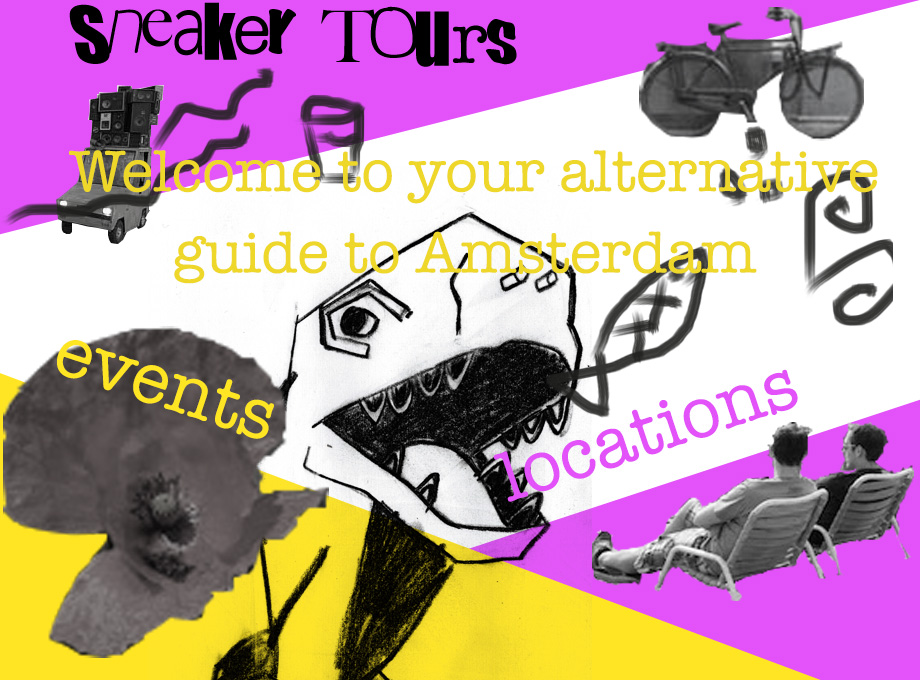 Sneaker Tours
Welcome to your alternative
guide to Amsterdam
events
locations